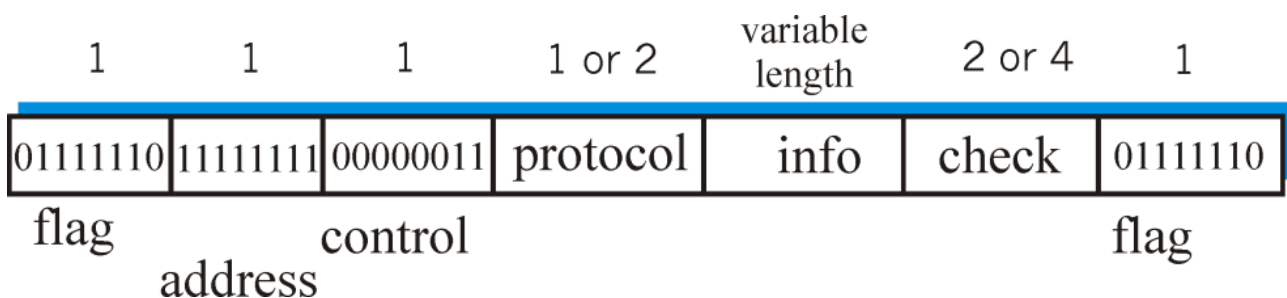 1 1 1 1 or 2 variable length 2 or 4 1
01111110 11111111 00000011 protocol info check 01111110
flag address control flag